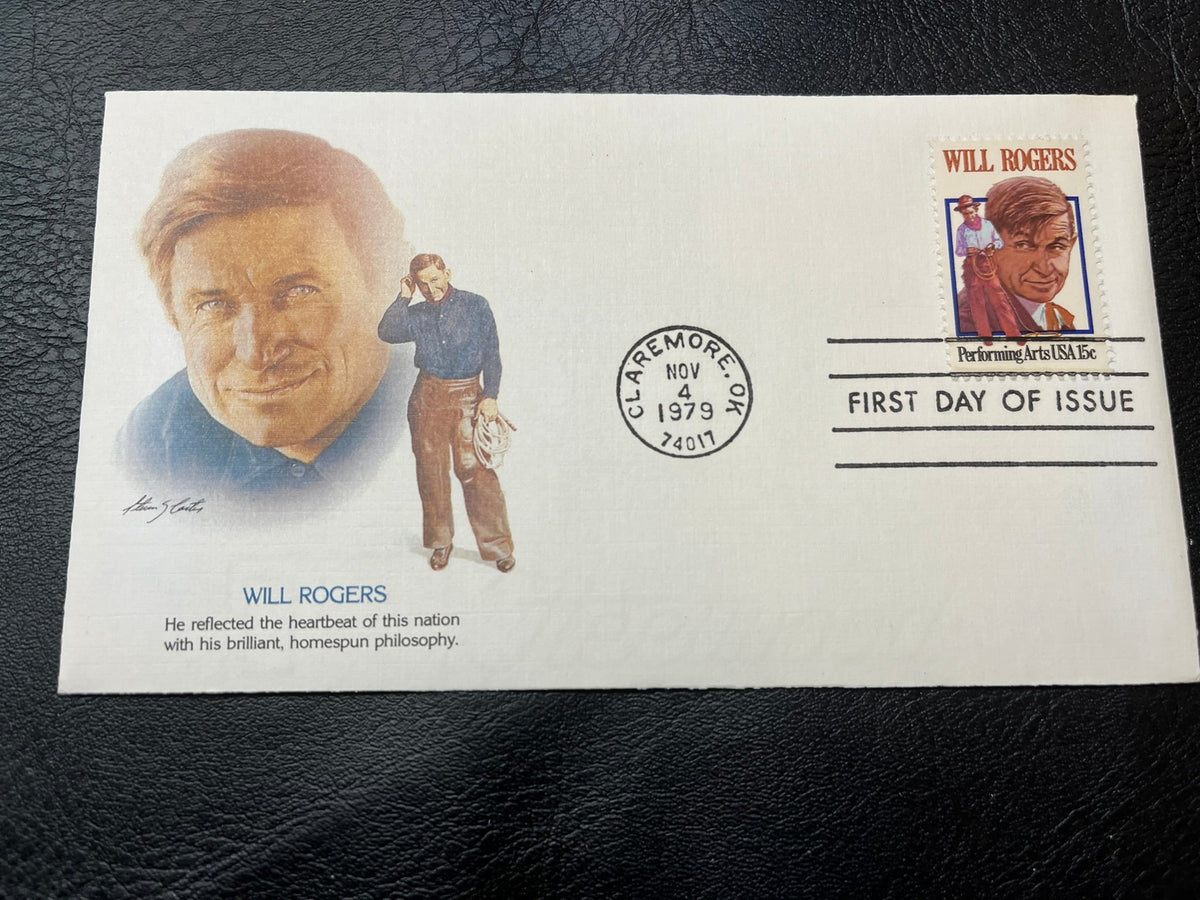 WILL ROGERS
Performing Arts USA 15c
CLAREMORE, OK
NOV
4
1979
74017
FIRST DAY OF ISSUE
WILL ROGERS
He reflected the heartbeat of this nation
with his brilliant, homespun philosophy.